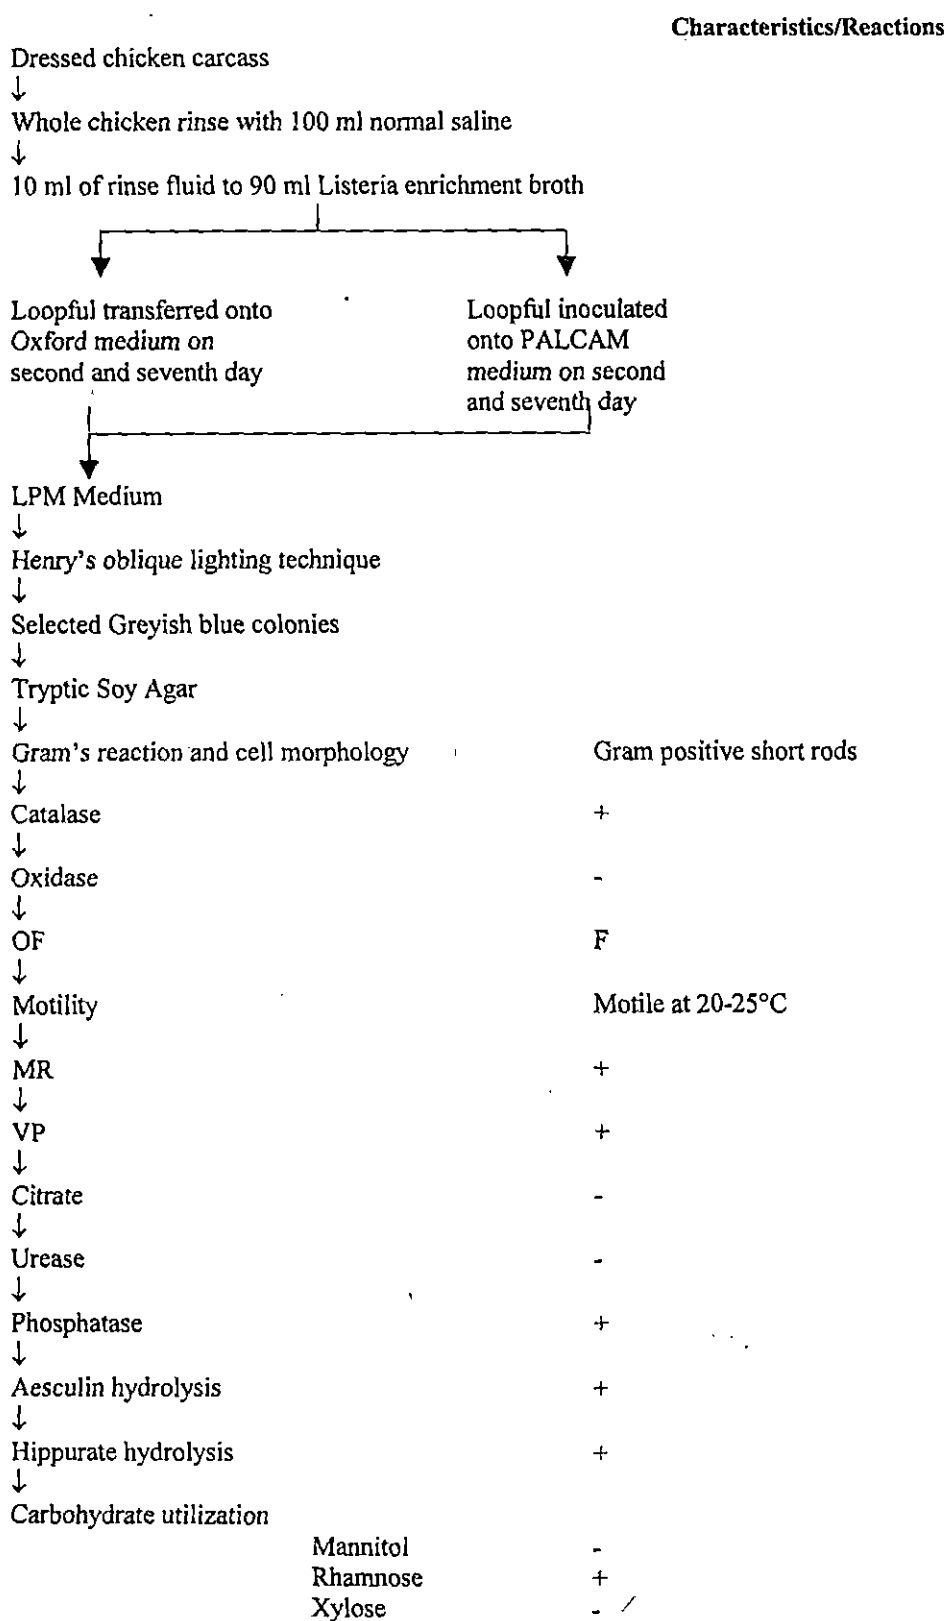 Characteristics/Reactions
Dressed chicken carcass
↓
Whole chicken rinse with 100 ml normal saline
↓
10 ml of rinse fluid to 90 ml Listeria enrichment broth
Loopful transferred onto
Oxford medium on
second and seventh day
Loopful inoculated
onto PALCAM
medium on second
and seventh day
LPM Medium
↓
Henry's oblique lighting technique
↓
Selected Greyish blue colonies
↓
Tryptic Soy Agar
↓
Gram's reaction and cell morphology Gram positive short rods
↓
Catalase +
↓
Oxidase -
↓
OF F
↓
Motility Motile at 20-25°C
↓
MR +
↓
VP +
↓
Citrate -
↓
Urease -
↓
Phosphatase +
↓
Aesculin hydrolysis +
↓
Hippurate hydrolysis +
↓
Carbohydrate utilization
Mannitol -
Rhamnose +
Xylose -